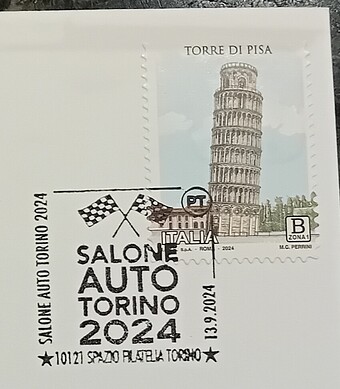 TORRE DI PISA
B
ZONA 1
ITALIA
S.p.A. - ROMA - 2024
M.G. PERRINI
PT
SALONE
AUTO
TORINO
2024
SALONE AUTO TORINO 2024
13.9.2024
10121 SPAZIO FILATELIA TORINO